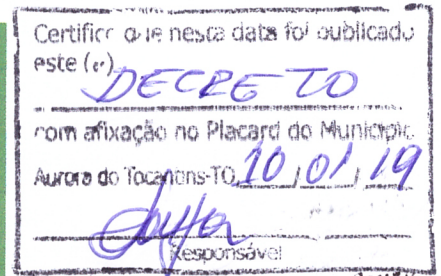 Certifico que nesta data foi publicado
este (a)
DECRETO
com afixação no Placard do Município.
Aurora do Tocantins-TO, 10 / 01 / 19
Responsável